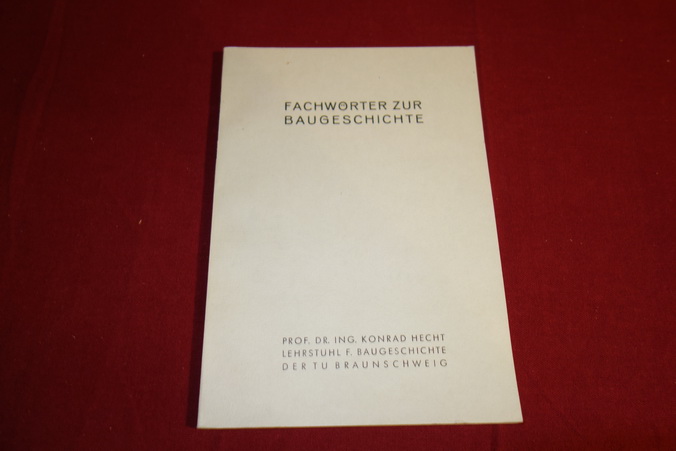 FACHWÖRTER ZUR
BAUGESCHICHTE
PROF. DR. ING. KONRAD HECHT
LEHRSTUHL F. BAUGESCHICHTE
DER TU BRAUNSCHWEIG